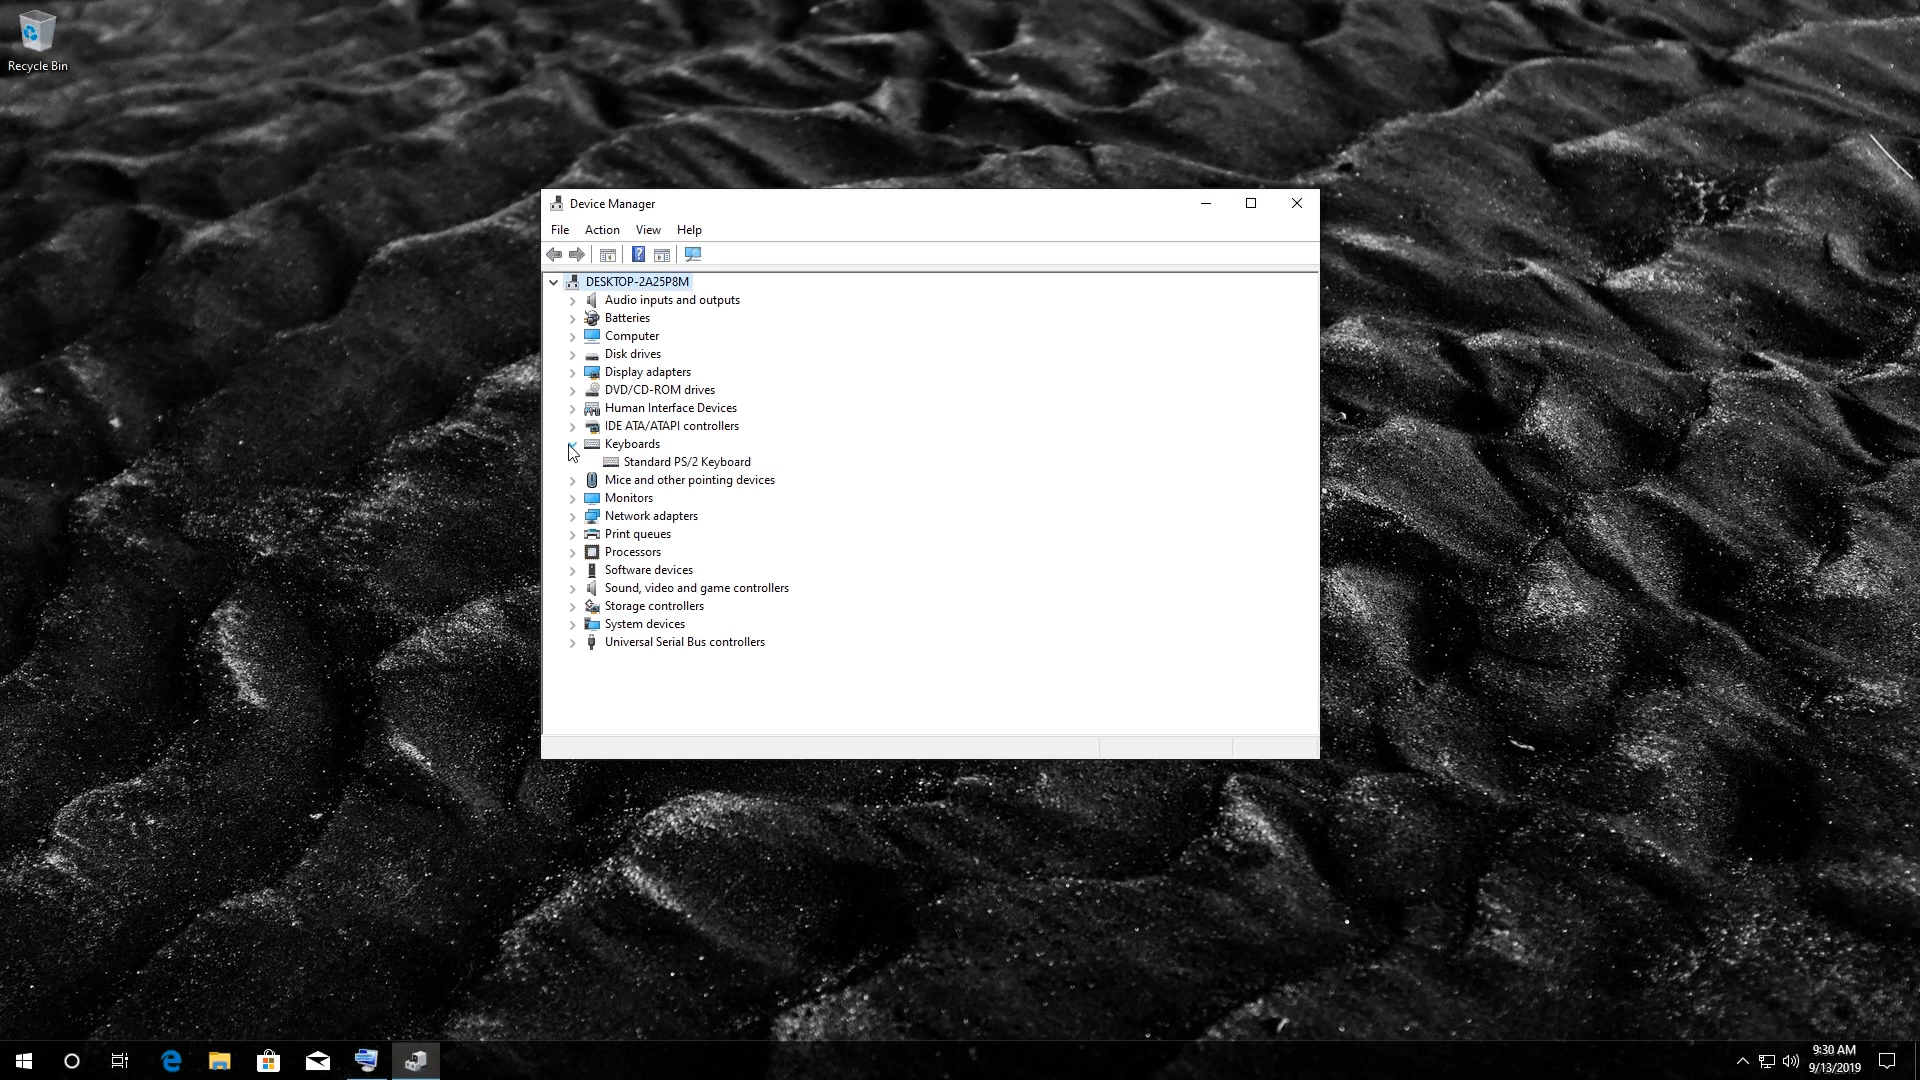 Recycle Bin
Device Manager
File Action View Help
DESKTOP-2A25P8M
Audio inputs and outputs
Batteries
Computer
Disk drives
Display adapters
DVD/CD-ROM drives
Human Interface Devices
IDE ATA/ATAPI controllers
Keyboards
Standard PS/2 Keyboard
Mice and other pointing devices
Monitors
Network adapters
Print queues
Processors
Software devices
Sound, video and game controllers
Storage controllers
System devices
Universal Serial Bus controllers
9:30 AM
9/13/2019